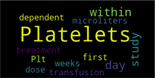 dependent within
microliters
Platelets
study
treatment first day
Plt weeks
dose transfusion